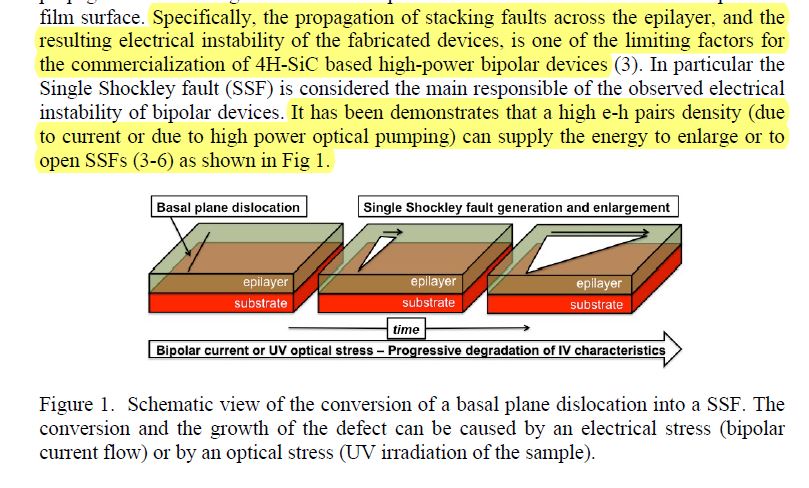 film surface. Specifically, the propagation of stacking faults across the epilayer, and the
resulting electrical instability of the fabricated devices, is one of the limiting factors for
the commercialization of 4H-SiC based high-power bipolar devices (3). In particular the
Single Shockley fault (SSF) is considered the main responsible of the observed electrical
instability of bipolar devices. It has been demonstrates that a high e-h pairs density (due
to current or due to high power optical pumping) can supply the energy to enlarge or to
open SSFs (3-6) as shown in Fig 1.
Basal plane dislocation
Single Shockley fault generation and enlargement
epilayer
substrate
epilayer
substrate
epilayer
substrate
time
Bipolar current or UV optical stress – Progressive degradation of IV characteristics
Figure 1. Schematic view of the conversion of a basal plane dislocation into a SSF. The
conversion and the growth of the defect can be caused by an electrical stress (bipolar
current flow) or by an optical stress (UV irradiation of the sample).